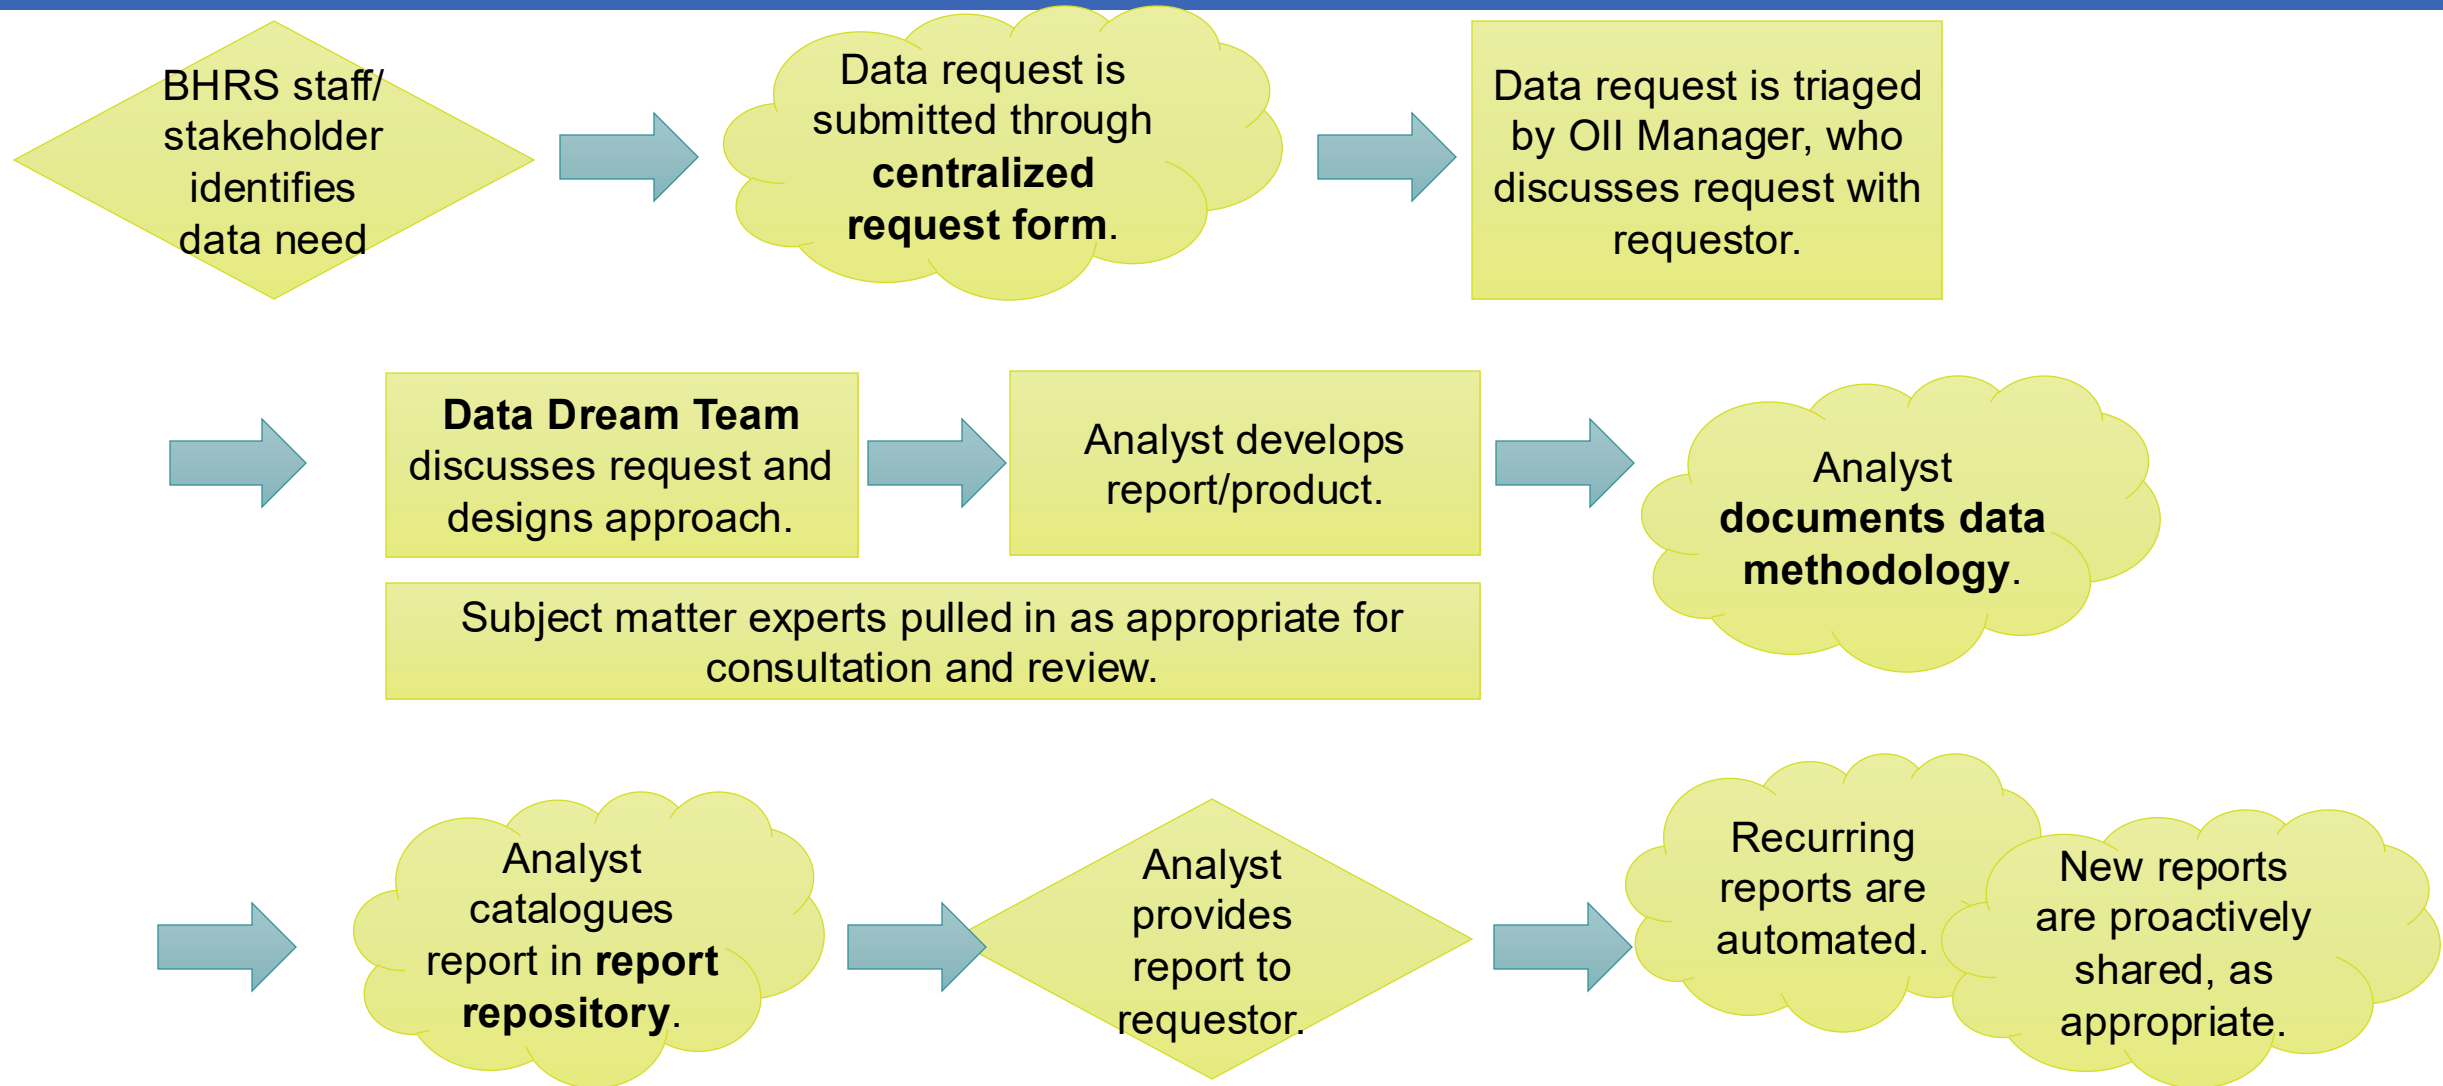 BHRS staff/
stakeholder
identifies
data need
Data request is
submitted through
centralized
request form.
Data request is triaged
by OII Manager, who
discusses request with
requestor.
Data Dream Team
discusses request and
designs approach.
Analyst develops
report/product.
Analyst
documents data
methodology.
Subject matter experts pulled in as appropriate for
consultation and review.
Analyst
catalogues
report in report
repository.
Analyst
provides
report to
requestor.
Recurring
reports are
automated.
New reports
are proactively
shared, as
appropriate.